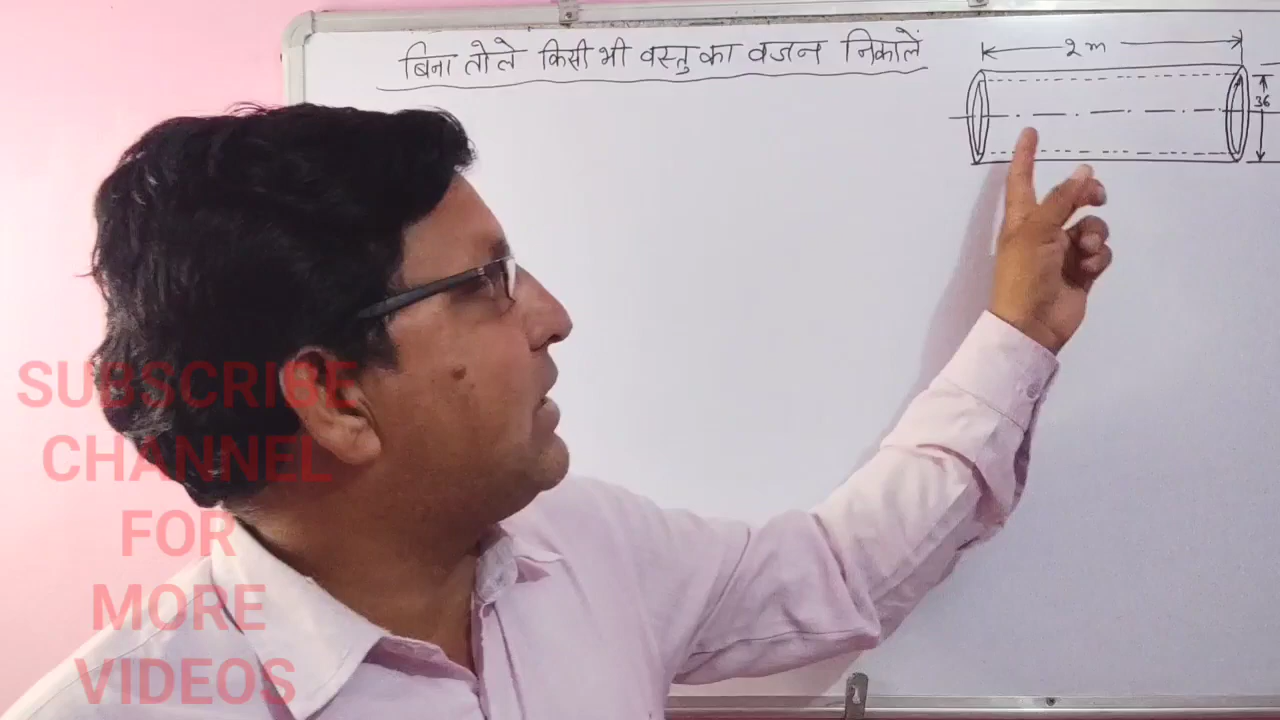 बिना तोले किसी भी वस्तु का वजन निकालें
2 m
36
SUBSCRIBE
CHANNEL
FOR
MORE
VIDEOS